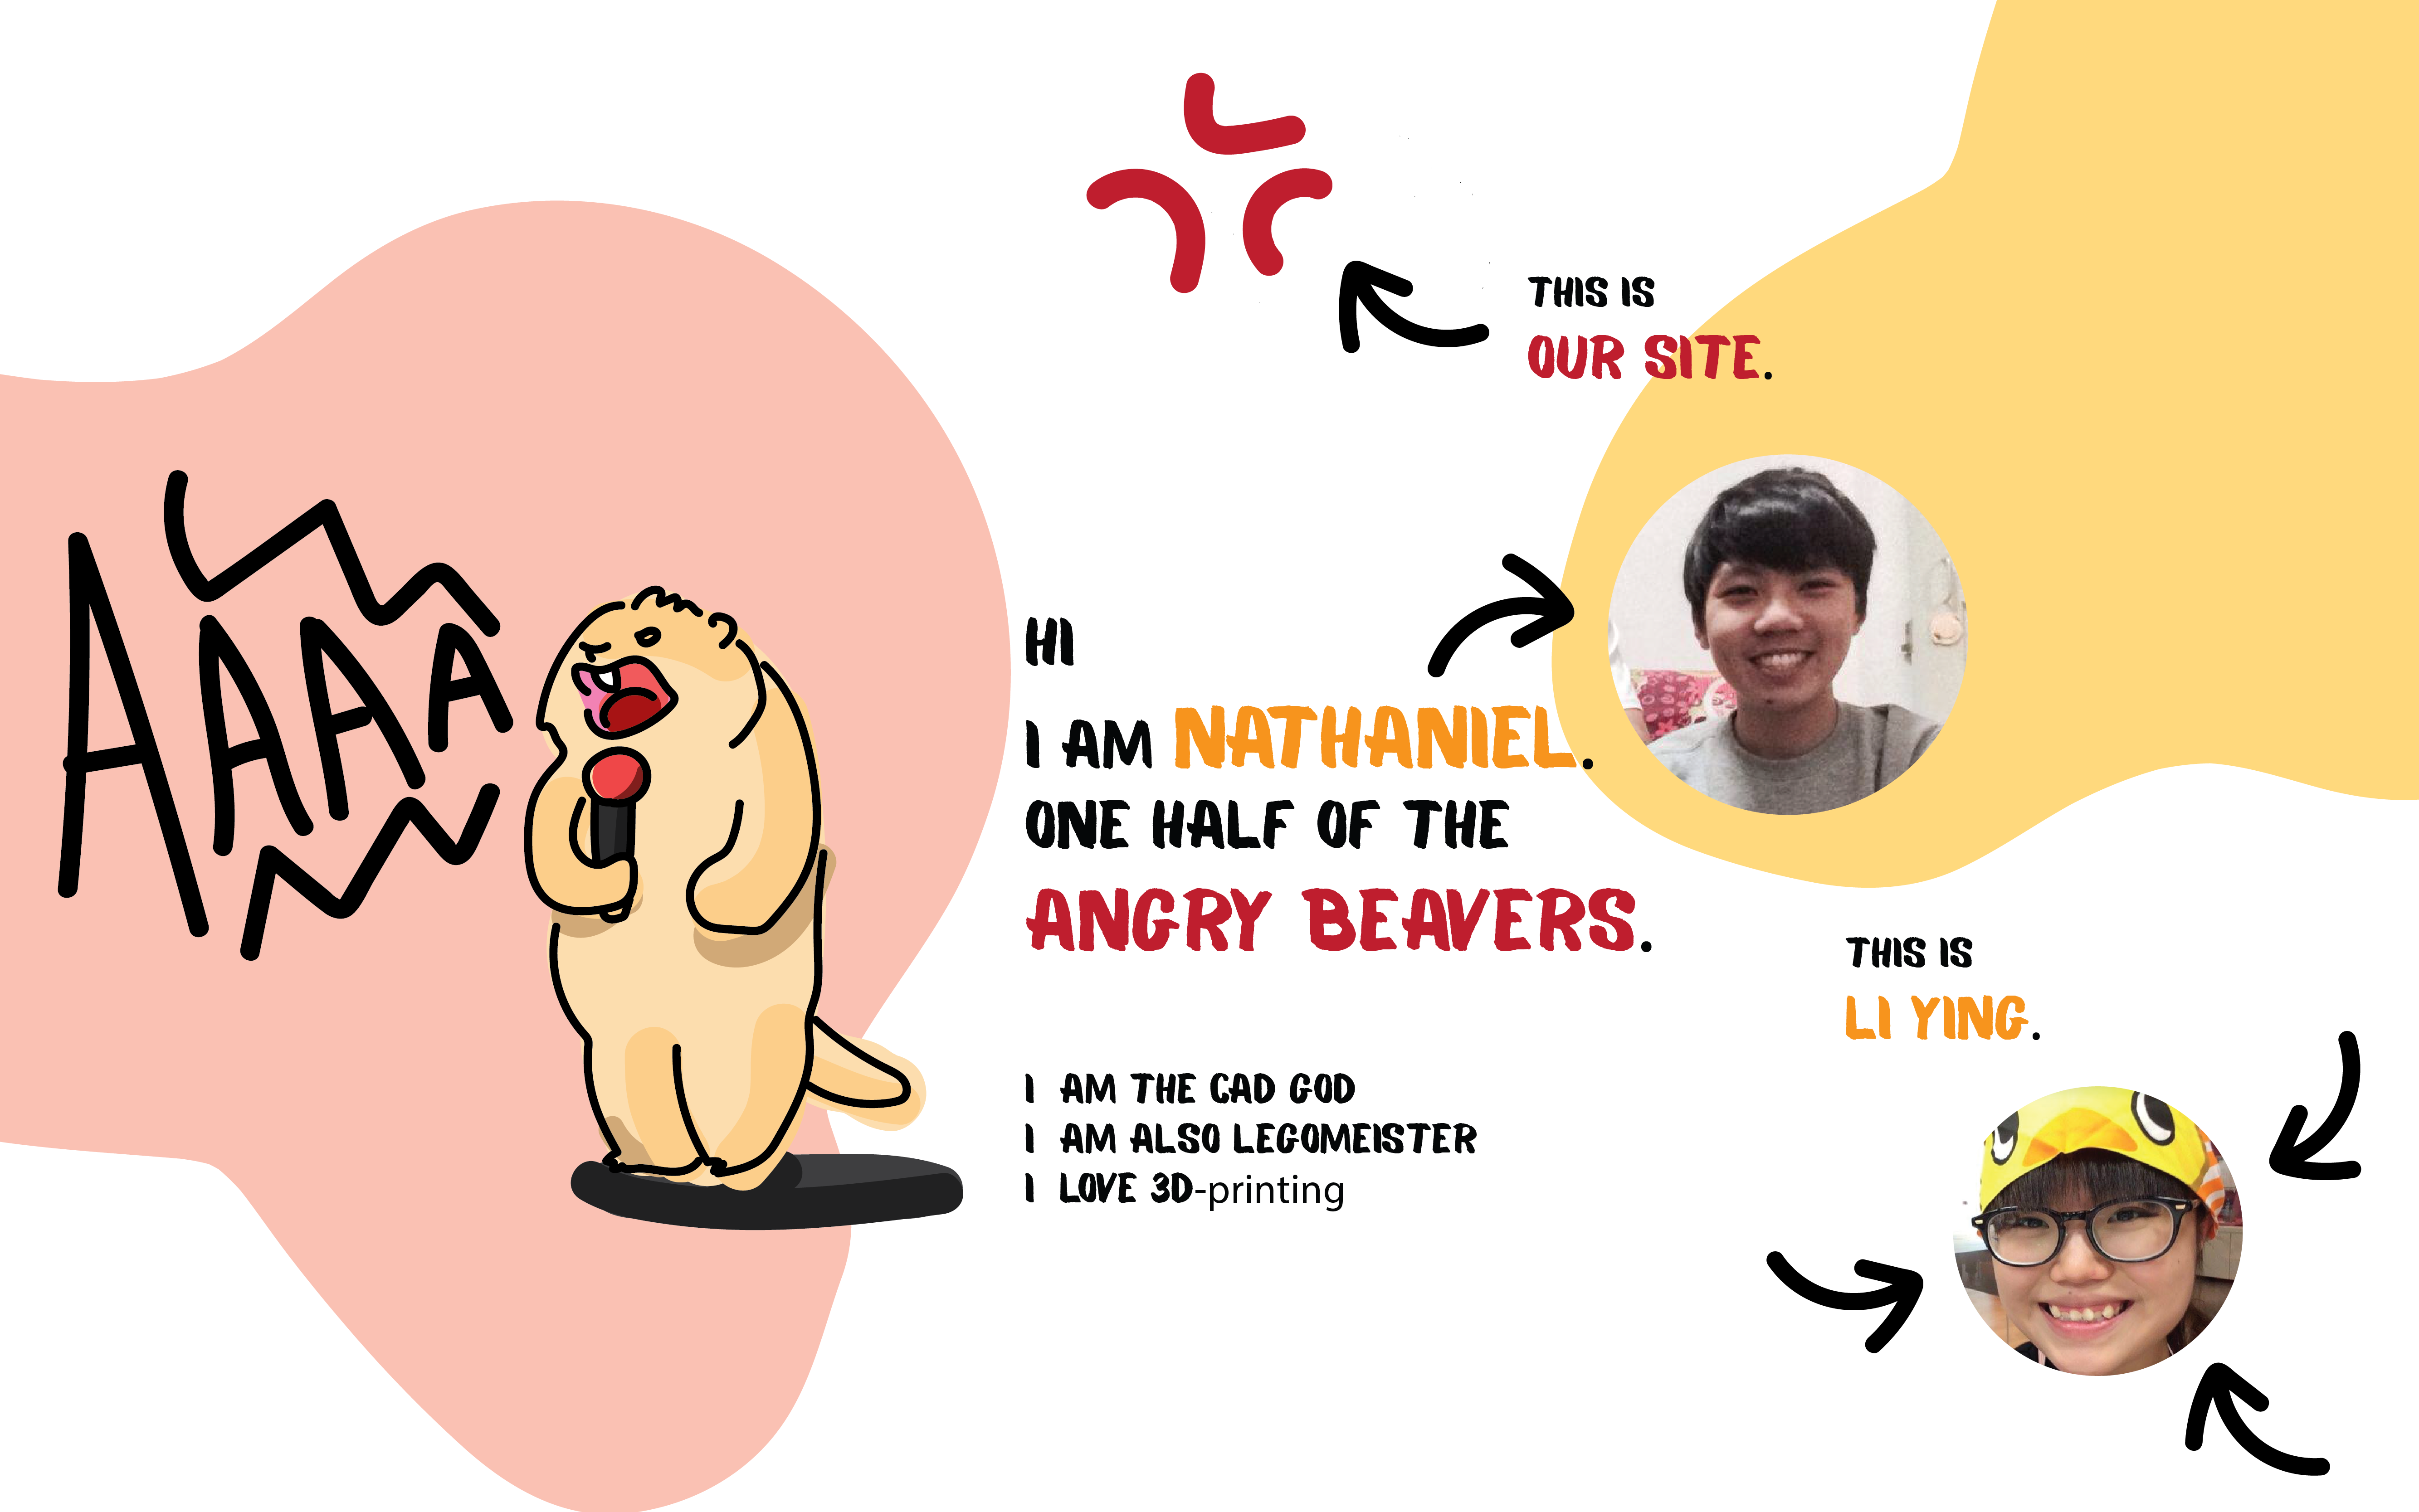 THIS IS
OUR SITE.
AAAA
HI
I AM NATHANIEL.
ONE HALF OF THE
ANGRY BEAVERS.
THIS IS
LI YING.
I AM THE CAD GOD
I AM ALSO LEGOMEISTER
I LOVE 3D-printing